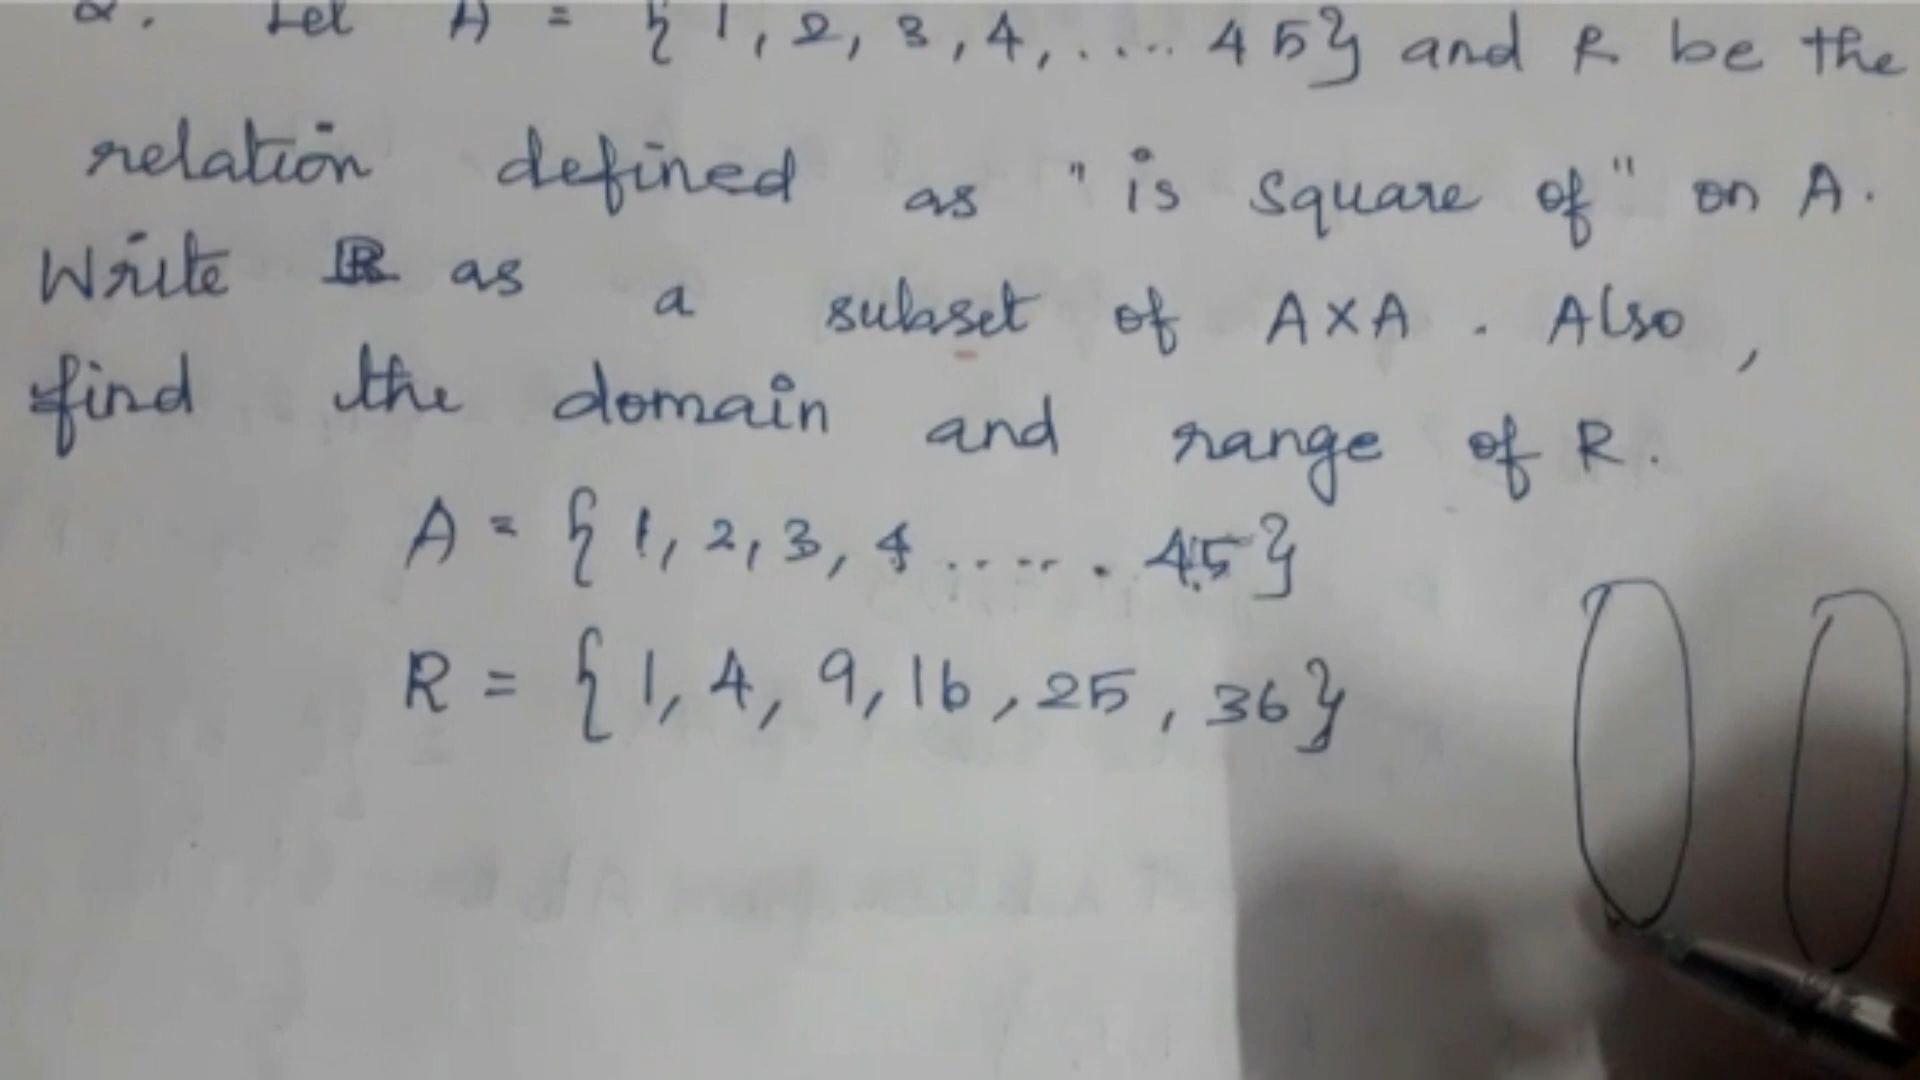 2. Let A = {1, 2, 3, 4, .... 45} and R be the
relation defined as "is square of" on A.
Write R as a subset of A×A. Also,
find the domain and range of R.
A = {1, 2, 3, 4 ...... 45}
R = {1, 4, 9, 16, 25, 36}